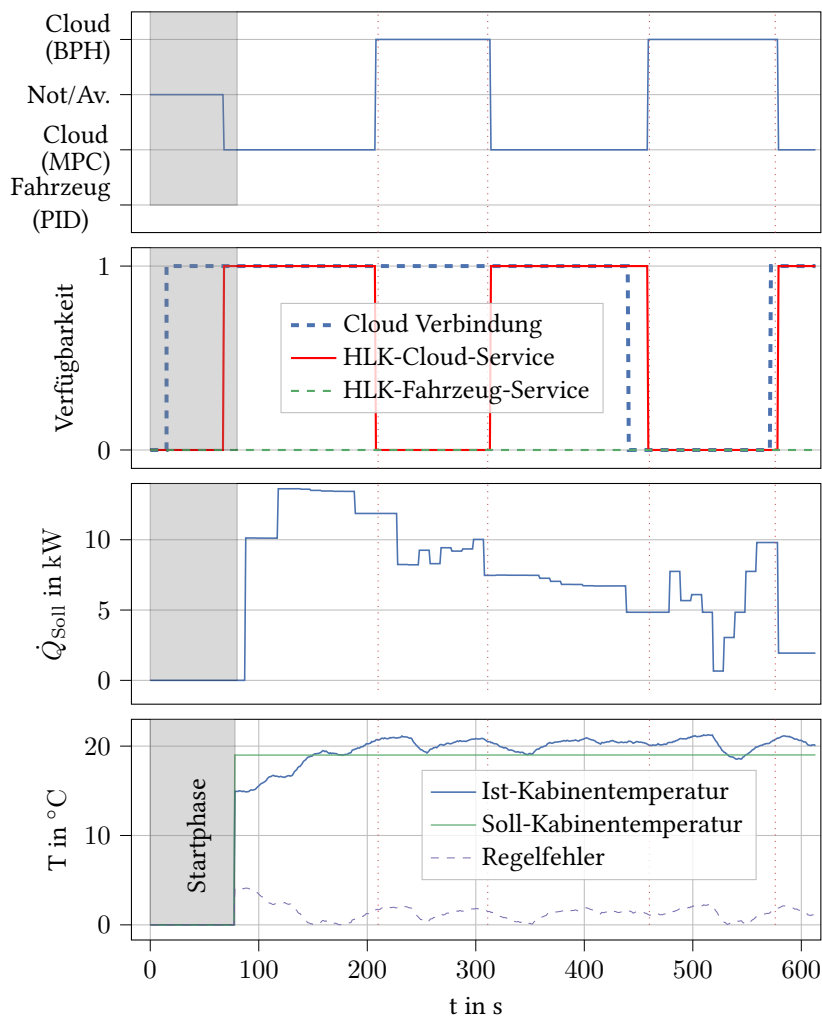 Cloud
(BPH)
Not/Av.
Cloud
(MPC)
Fahrzeug
(PID)
Verfügbarkeit
1
0
Cloud Verbindung
HLK-Cloud-Service
HLK-Fahrzeug-Service
Q̇Soll in kW
10
5
0
T in °C
20
10
0
Startphase
Ist-Kabinentemperatur
Soll-Kabinentemperatur
Regelfehler
0 100 200 300 400 500 600
t in s